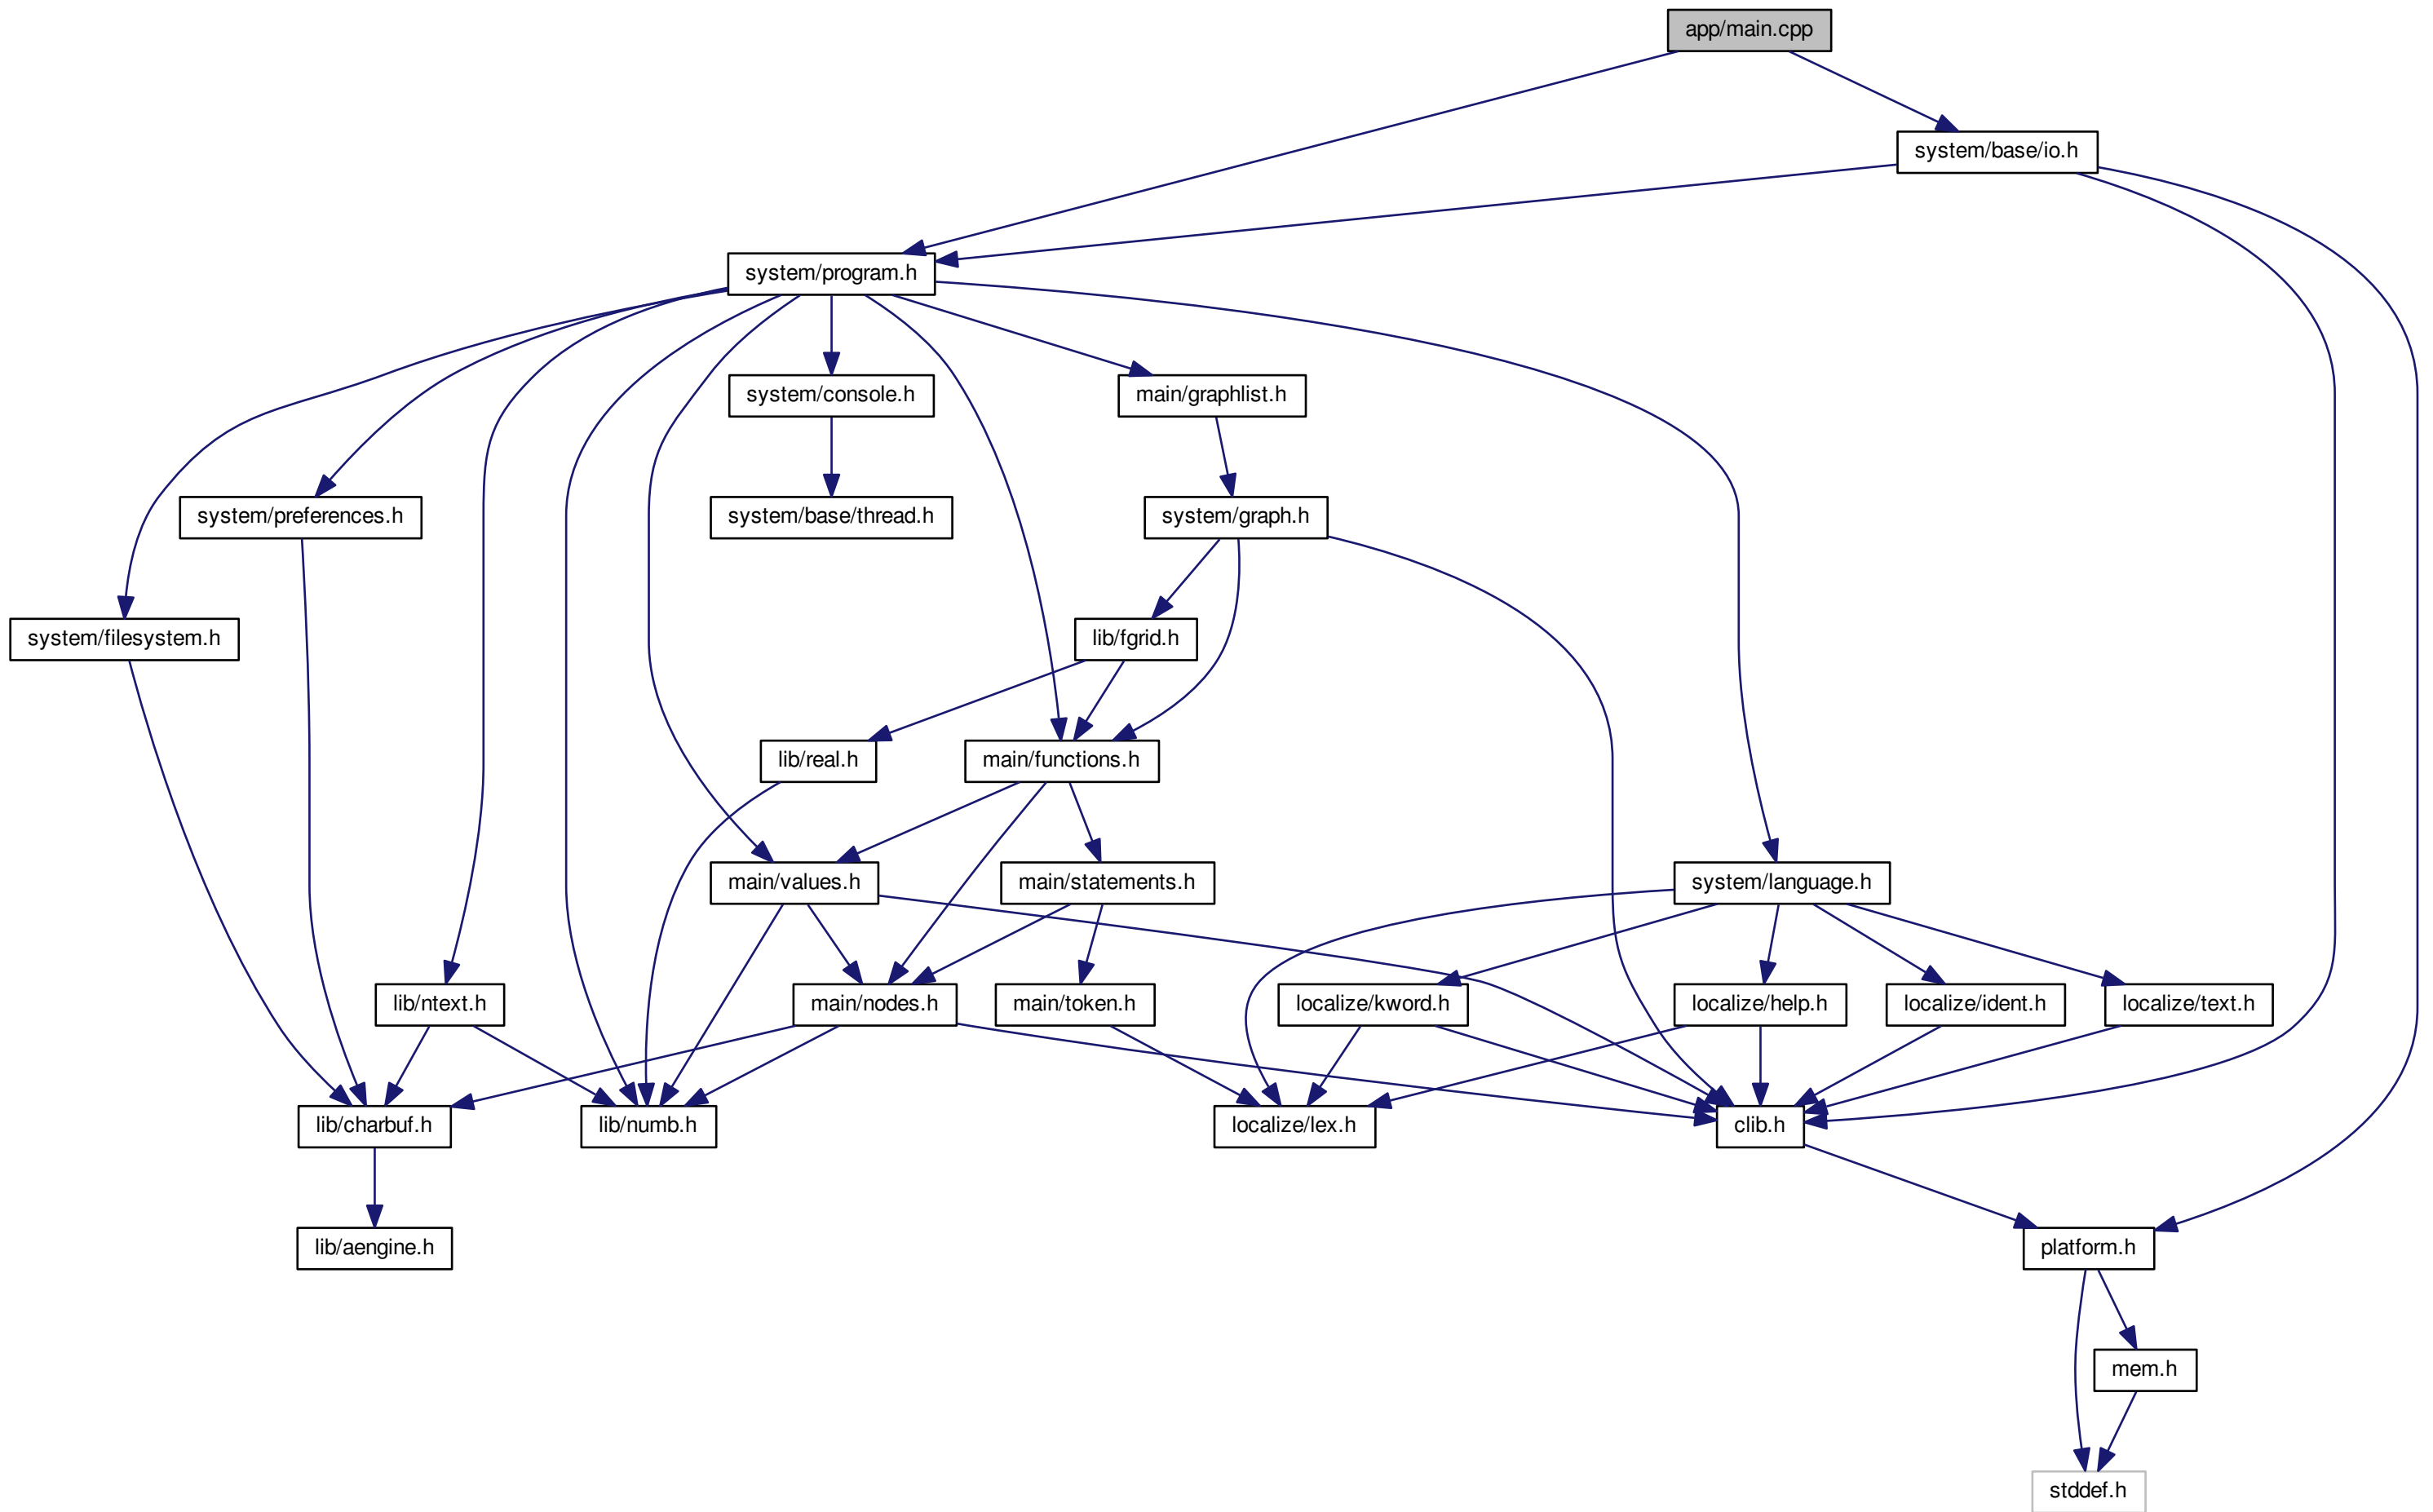 app/main.cpp
system/base/io.h
system/program.h
system/console.h
main/graphlist.h
system/preferences.h
system/base/thread.h
system/graph.h
system/filesystem.h
lib/fgrid.h
lib/real.h
main/functions.h
main/values.h
main/statements.h
system/language.h
lib/ntext.h
main/nodes.h
main/token.h
localize/kword.h
localize/help.h
localize/ident.h
localize/text.h
lib/charbuf.h
lib/numb.h
localize/lex.h
clib.h
lib/aengine.h
platform.h
mem.h
stddef.h